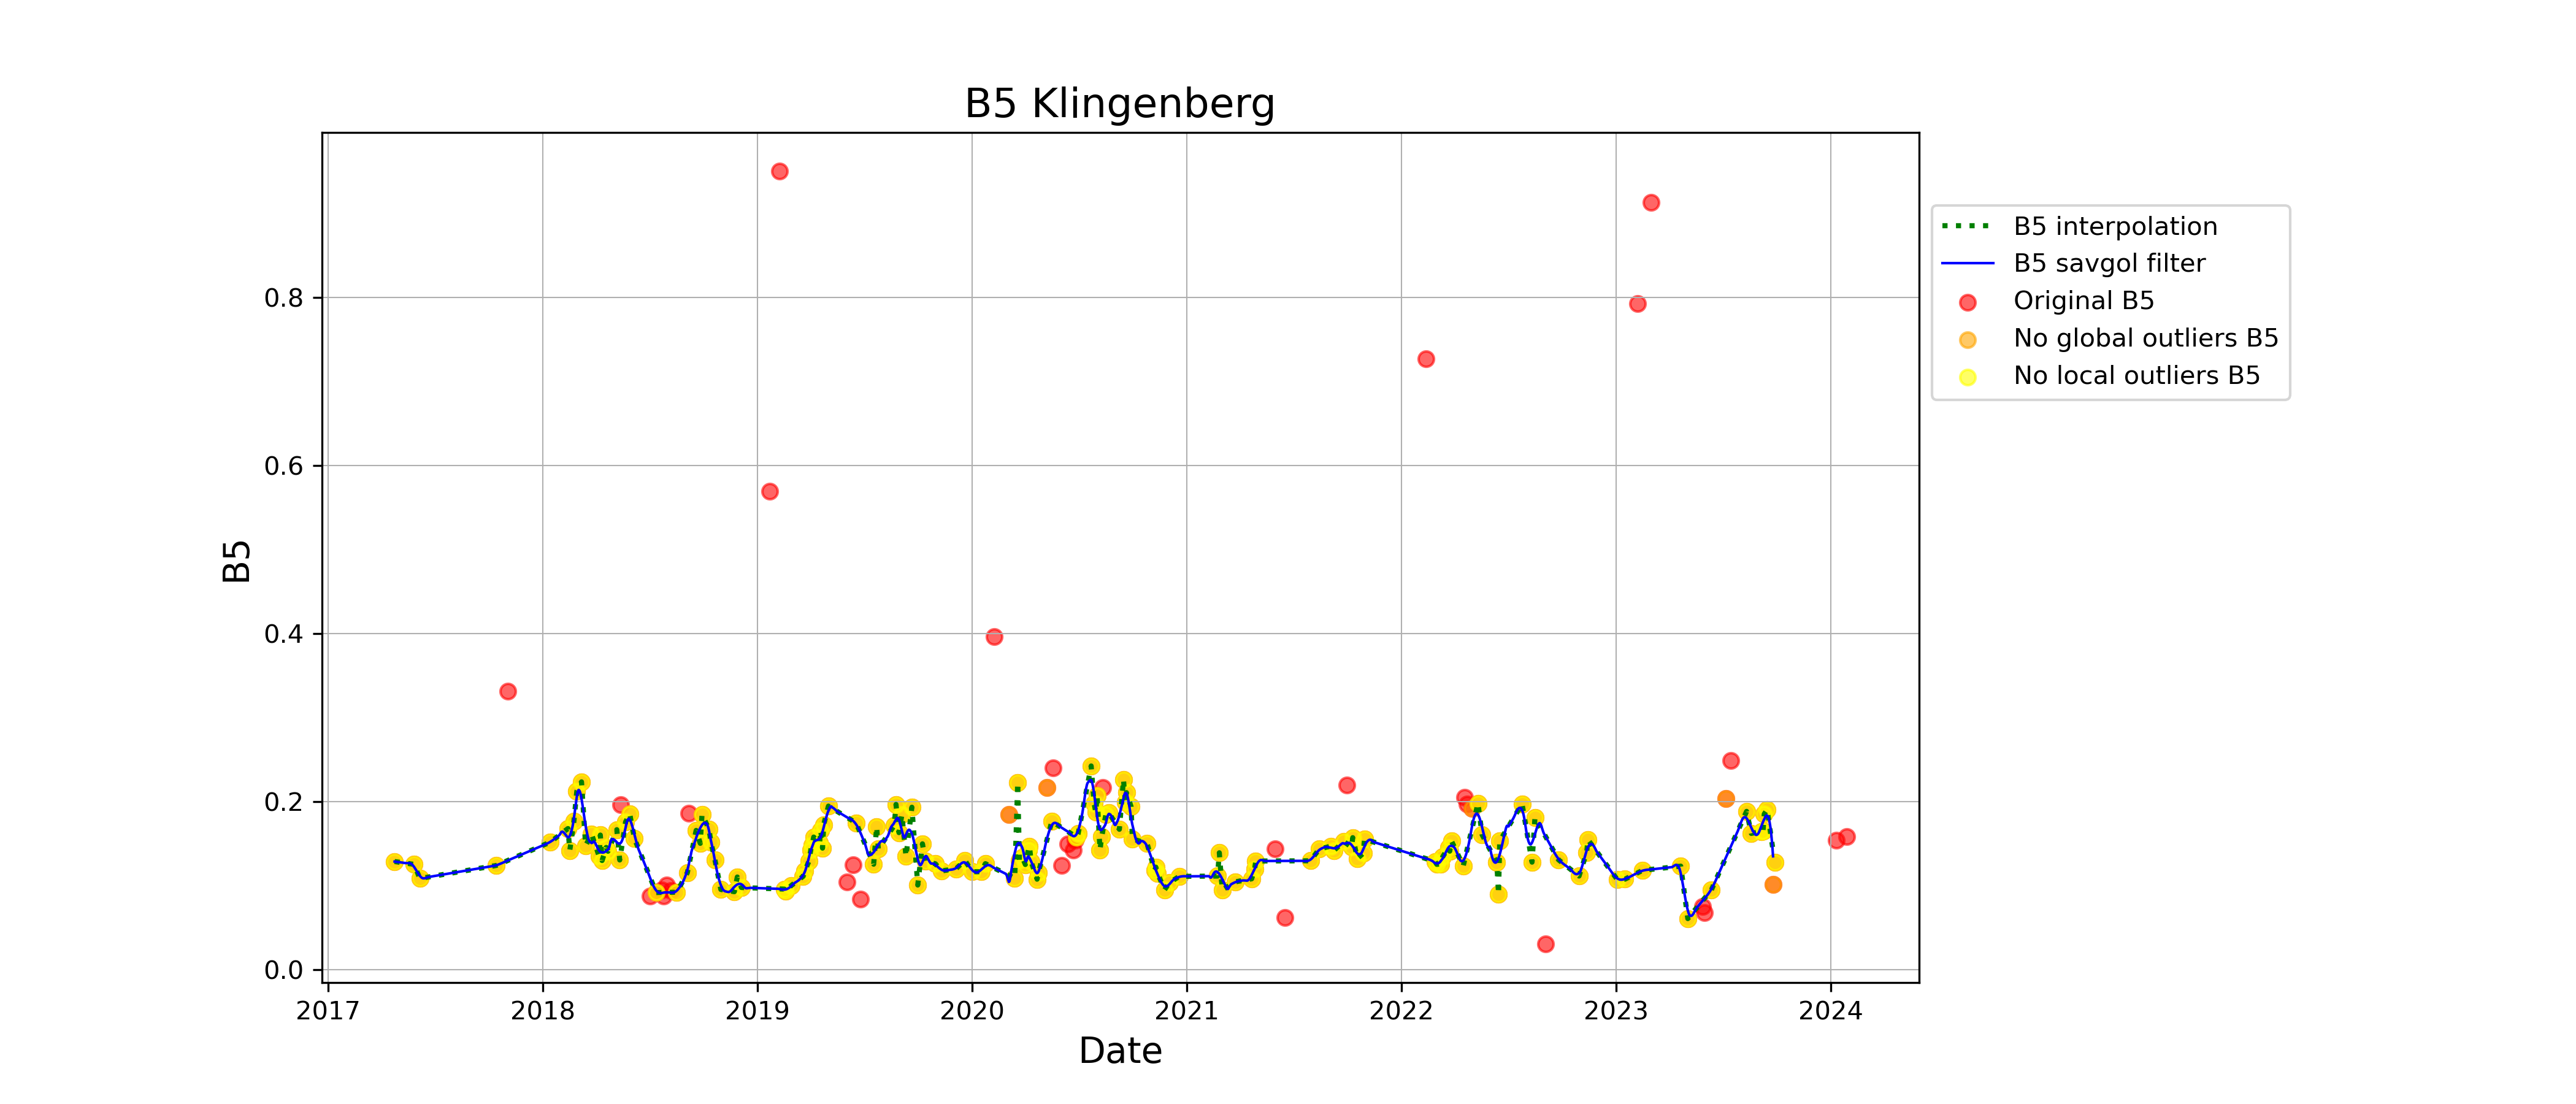 B5 Klingenberg
B5 interpolation
B5 savgol filter
Original B5
No global outliers B5
No local outliers B5
B5
0.8
0.6
0.4
0.2
0.0
2017 2018 2019 2020 2021 2022 2023 2024
Date